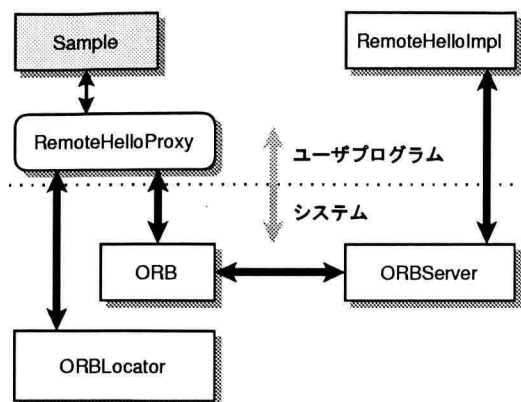 Sample
RemoteHelloImpl
RemoteHelloProxy
ユーザプログラム
システム
ORB
ORBServer
ORBLocator